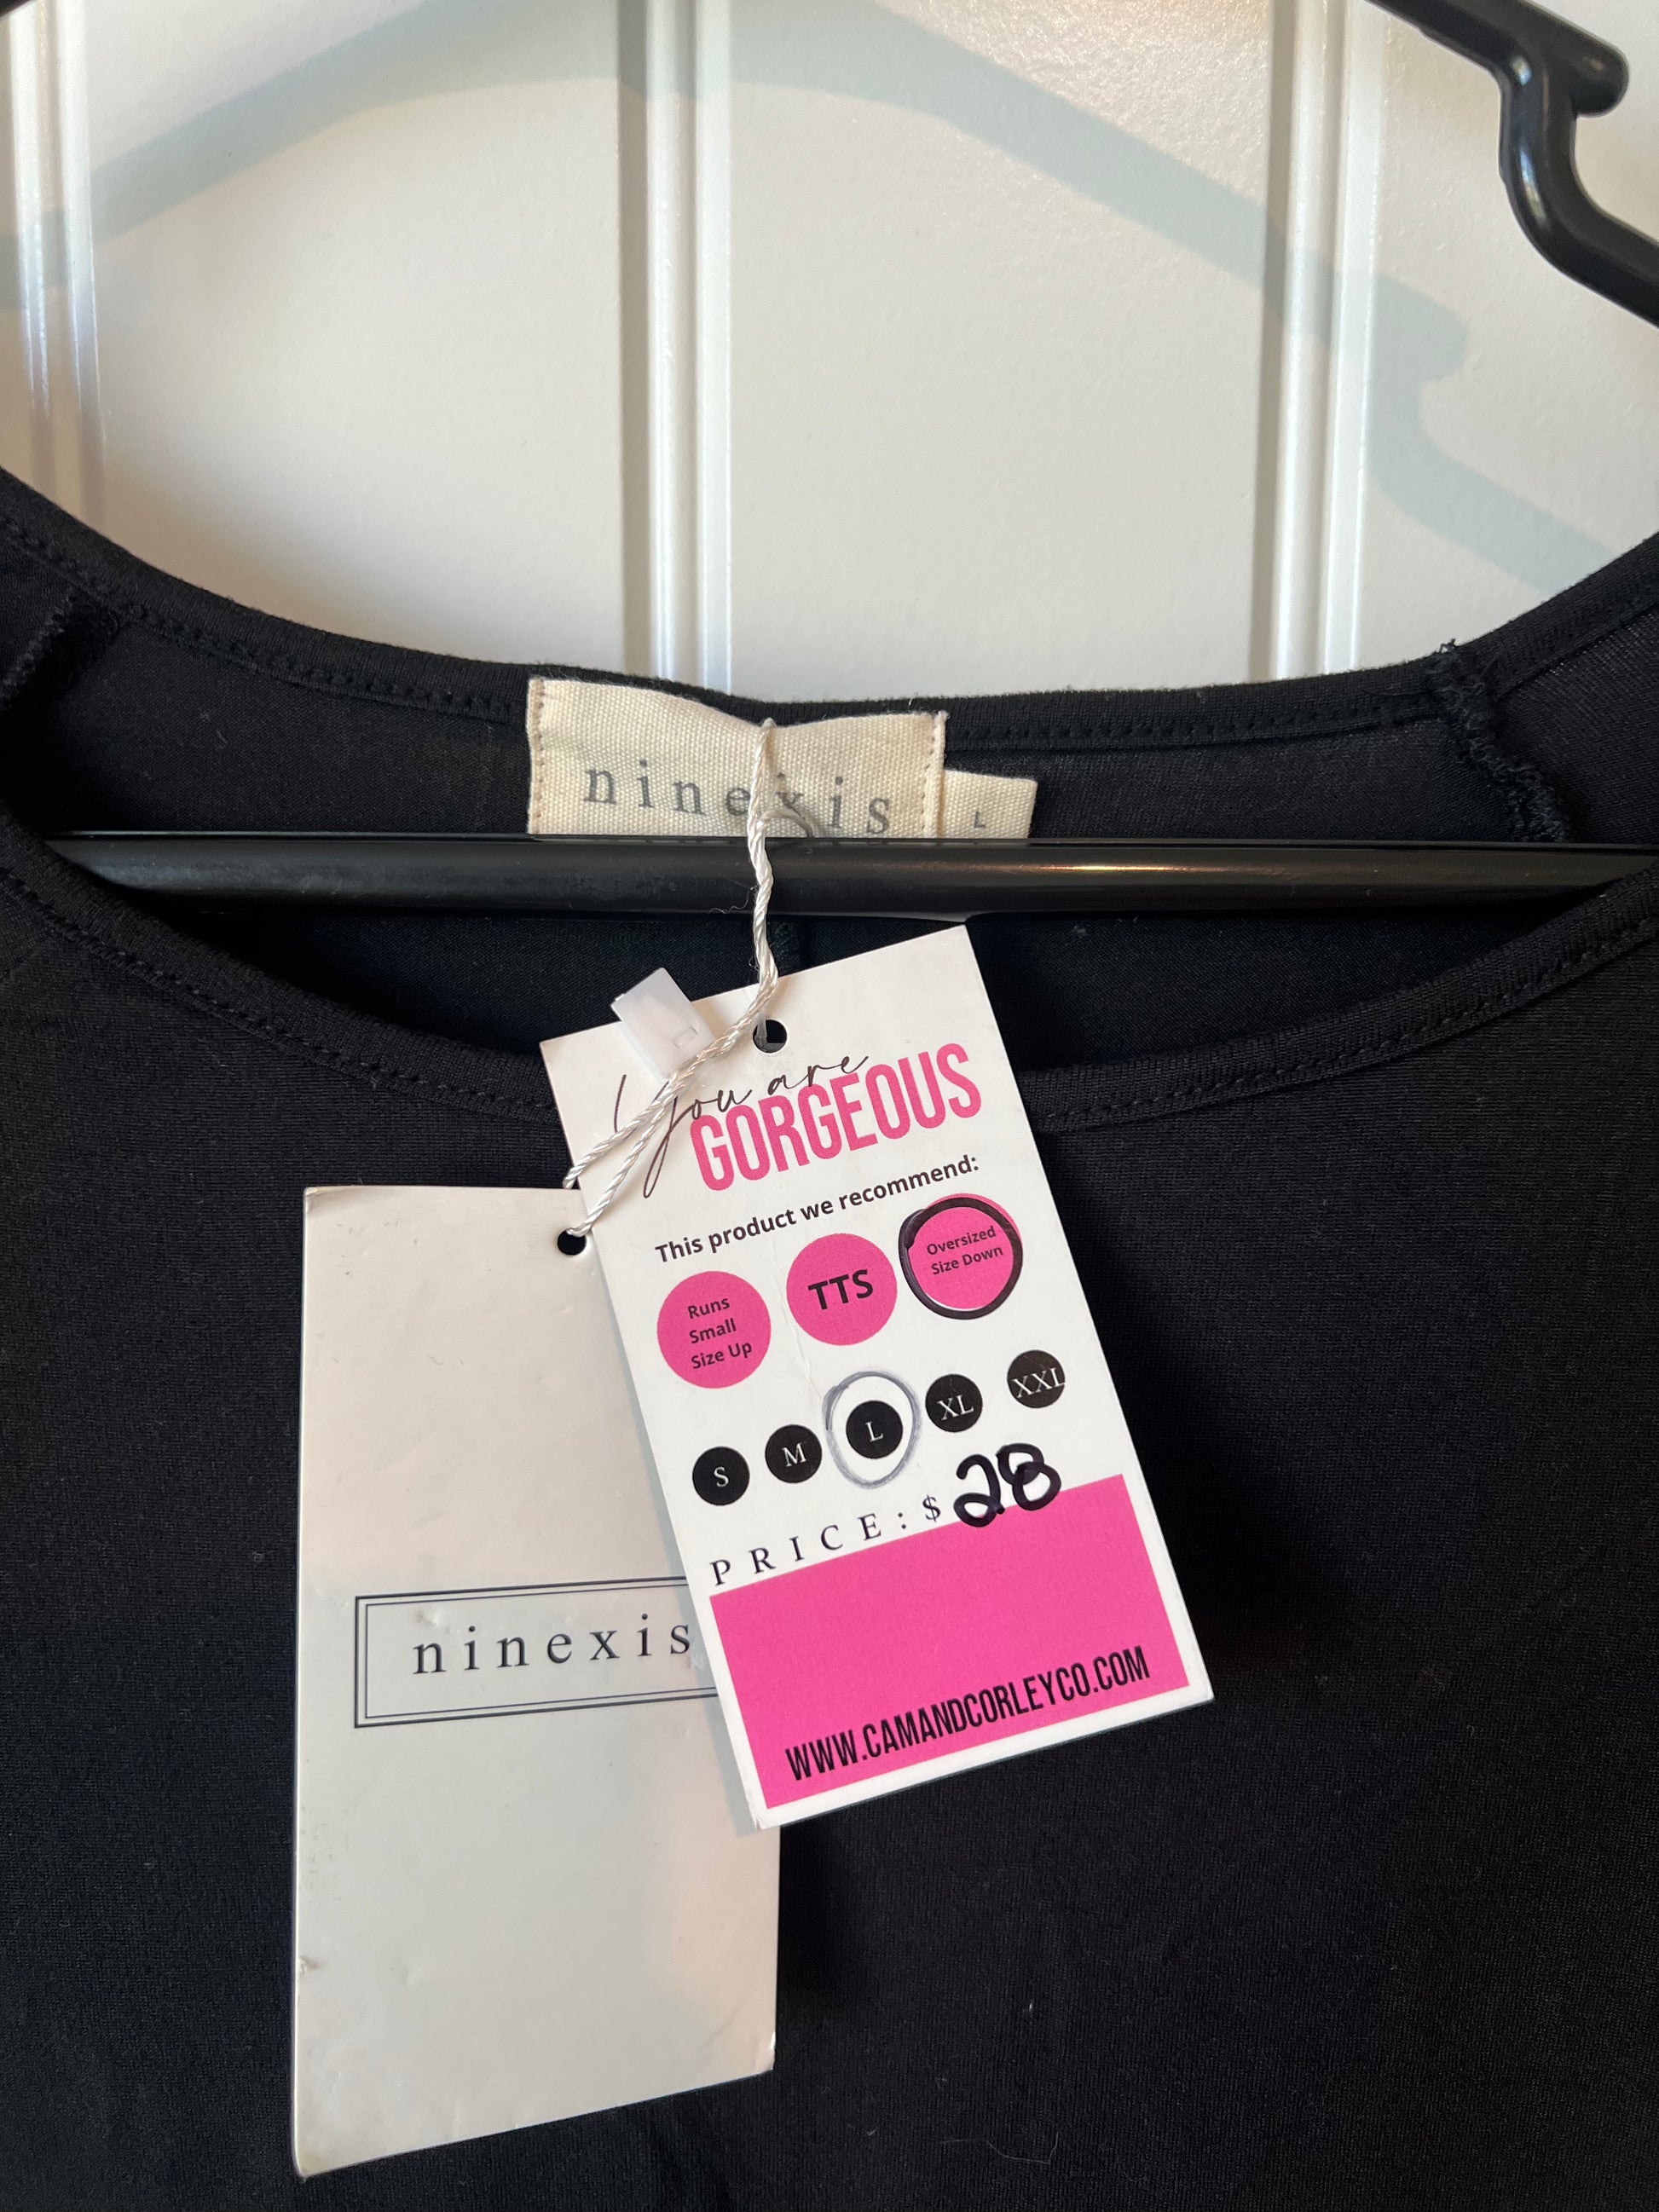 ninexis
L
You are
GORGEOUS
This product we recommend:
Runs
Small
Size Up
TTS
Oversized
Size Down
S M L XL XXL
PRICE: $ 28
WWW.CAMANDCORLEYCO.COM
ninexis